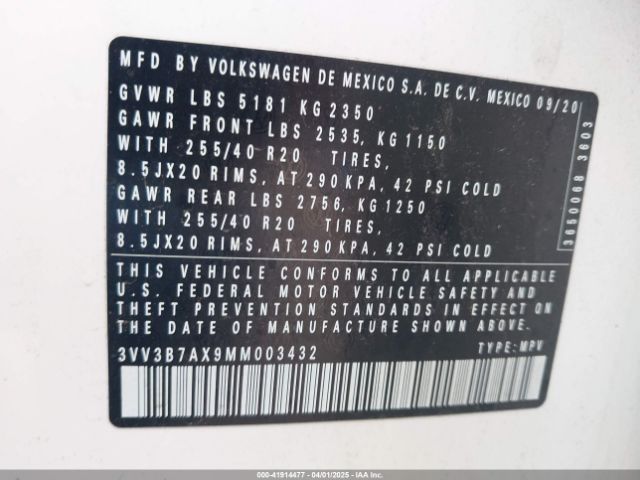 MFD BY VOLKSWAGEN DE MEXICO S.A. DE C.V. MEXICO 09/20
GVWR LBS 5181 KG 2350
GAWR FRONT LBS 2535, KG 1150
WITH 255/40 R20 TIRES,
8.5JX20 RIMS, AT 290 KPA, 42 PSI COLD
GAWR REAR LBS 2756, KG 1250
WITH 255/40 R20 TIRES,
8.5JX20 RIMS, AT 290 KPA, 42 PSI COLD
3650068 3603
THIS VEHICLE CONFORMS TO ALL APPLICABLE
U.S. FEDERAL MOTOR VEHICLE SAFETY AND
THEFT PREVENTION STANDARDS IN EFFECT ON
THE DATE OF MANUFACTURE SHOWN ABOVE.
3VV3B7AX9MM003432 TYPE: MPV
000-41914477 - 04/01/2025 - IAA Inc.